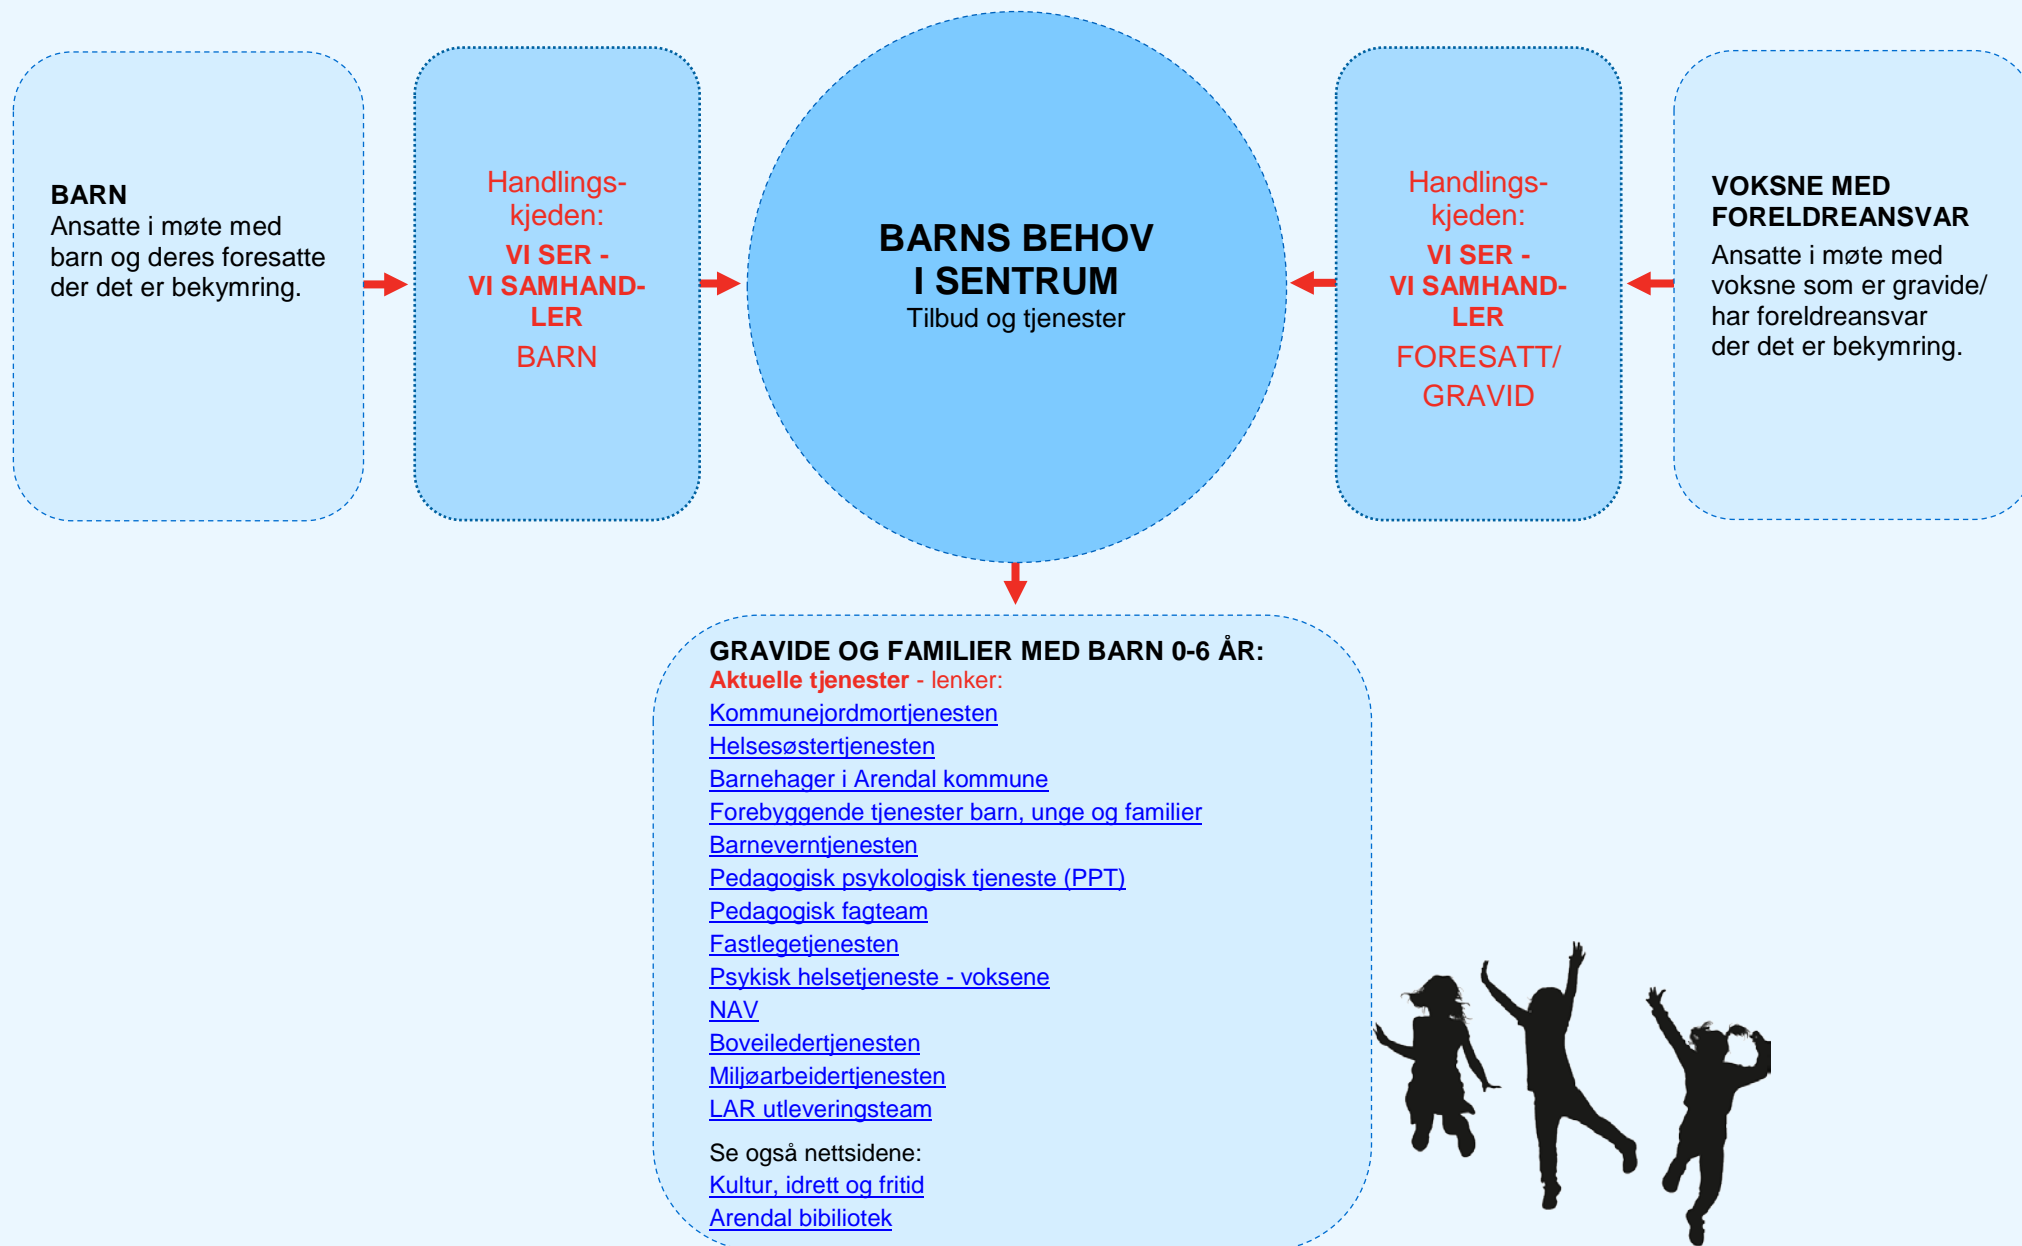 BARN
Ansatte i møte med
barn og deres foresatte
der det er bekymring.
Handlings-
kjeden:
VI SER -
VI SAMHAND-
LER
BARN
BARNS BEHOV
I SENTRUM
Tilbud og tjenester
Handlings-
kjeden:
VI SER -
VI SAMHAND-
LER
FORESATT/
GRAVID
VOKSNE MED
FORELDREANSVAR
Ansatte i møte med
voksne som er gravide/
har foreldreansvar
der det er bekymring.
GRAVIDE OG FAMILIER MED BARN 0-6 ÅR:
Aktuelle tjenester - lenker:
Kommunejordmortjenesten
Helsesøstertjenesten
Barnehager i Arendal kommune
Forebyggende tjenester barn, unge og familier
Barneverntjenesten
Pedagogisk psykologisk tjeneste (PPT)
Pedagogisk fagteam
Fastlegetjenesten
Psykisk helsetjeneste - voksene
NAV
Boveiledertjenesten
Miljøarbeidertjenesten
LAR utleveringsteam
Se også nettsidene:
Kultur, idrett og fritid
Arendal bibiliotek